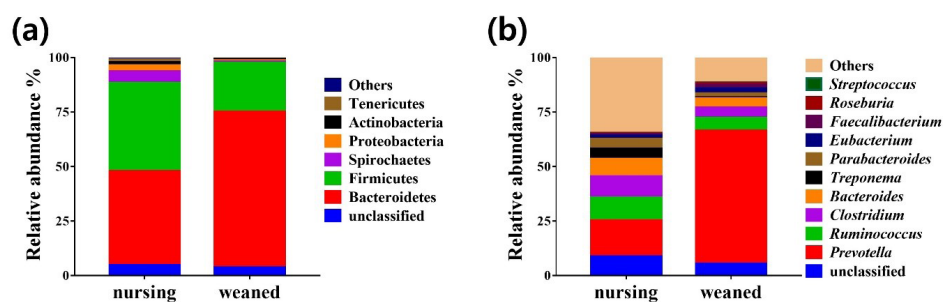 (a)
Relative abundance %
100
75
50
25
0
nursing
weaned
Others
Tenericutes
Actinobacteria
Proteobacteria
Spirochaetes
Firmicutes
Bacteroidetes
unclassified
(b)
Relative abundance %
100
75
50
25
0
nursing
weaned
Others
Streptococcus
Roseburia
Faecalibacterium
Eubacterium
Parabacteroides
Treponema
Bacteroides
Clostridium
Ruminococcus
Prevotella
unclassified